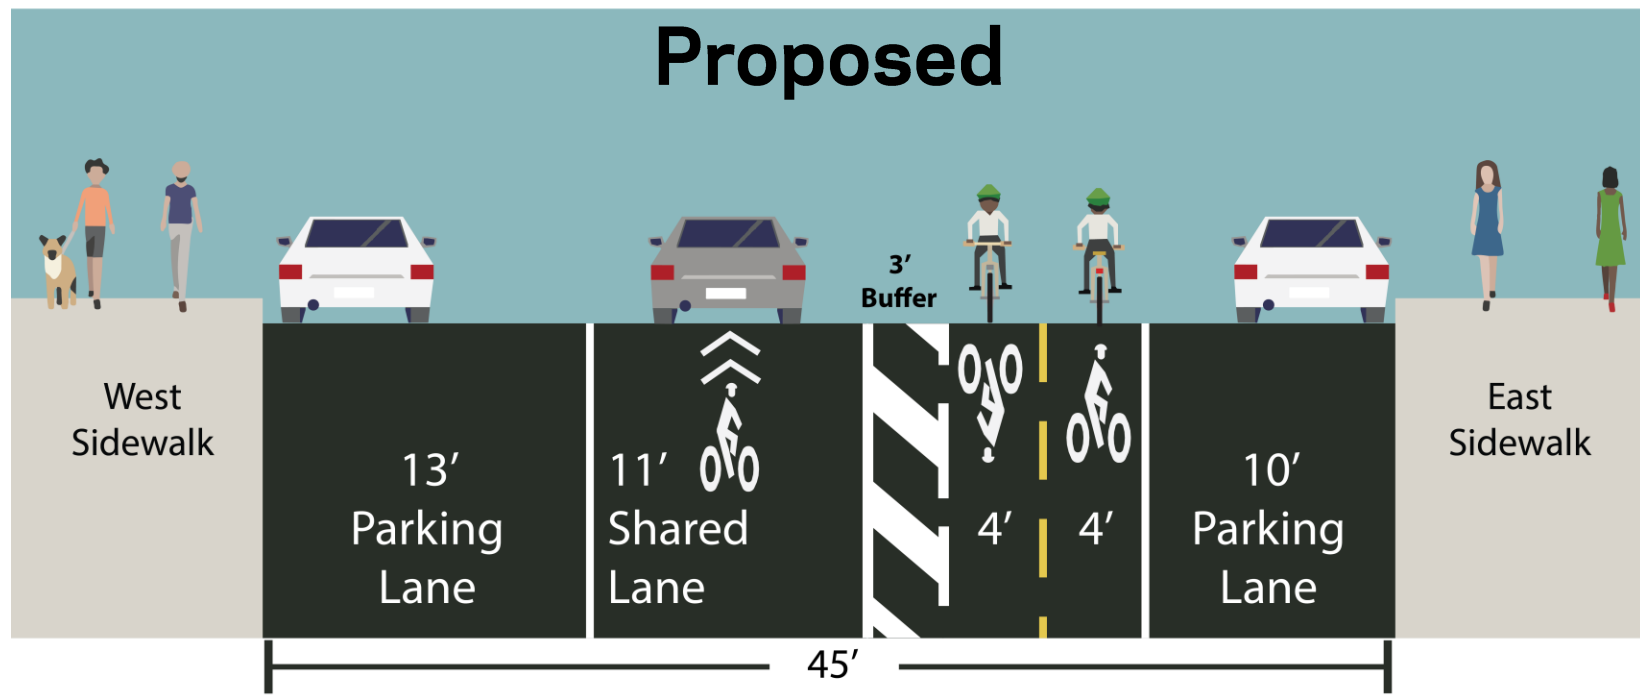 Proposed
3’
Buffer
West
Sidewalk
13’
Parking
Lane
11’
Shared
Lane
4’
4’
10’
Parking
Lane
East
Sidewalk
45’